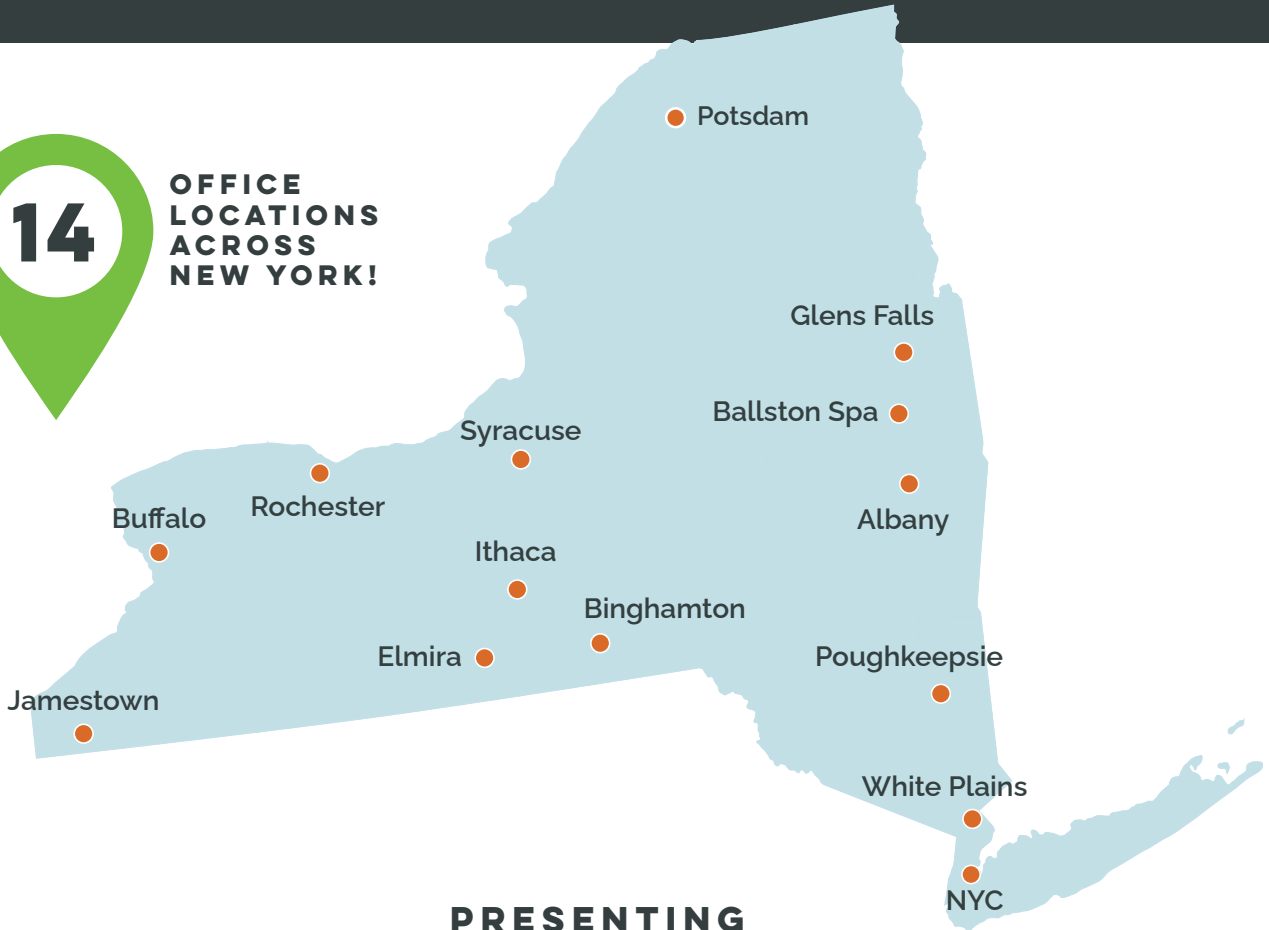 Potsdam
14
OFFICE
LOCATIONS
ACROSS
NEW YORK!
Glens Falls
Ballston Spa
Syracuse
Rochester
Buffalo
Albany
Ithaca
Binghamton
Elmira
Poughkeepsie
Jamestown
White Plains
NYC
PRESENTING